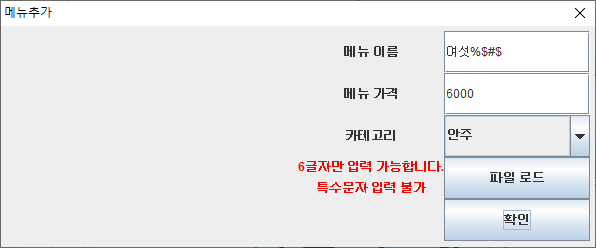 메뉴추가
메뉴 이름
여섯%$#$
메뉴 가격
6000
카테고리
안주
6글자만 입력 가능합니다.
특수문자 입력 불가
파일 로드
확인